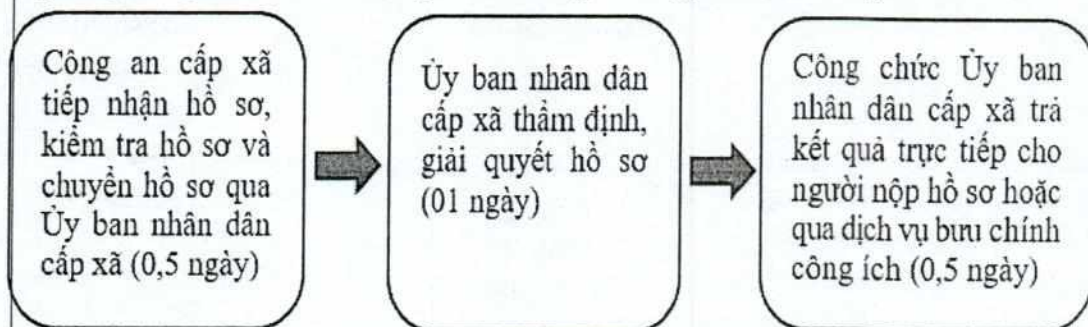 Công an cấp xã
tiếp nhận hồ sơ,
kiểm tra hồ sơ và
chuyển hồ sơ qua
Ủy ban nhân dân
cấp xã (0,5 ngày)
Ủy ban nhân dân
cấp xã thẩm định,
giải quyết hồ sơ
(01 ngày)
Công chức Ủy ban
nhân dân cấp xã trả
kết quả trực tiếp cho
người nộp hồ sơ hoặc
qua dịch vụ bưu chính
công ích (0,5 ngày)